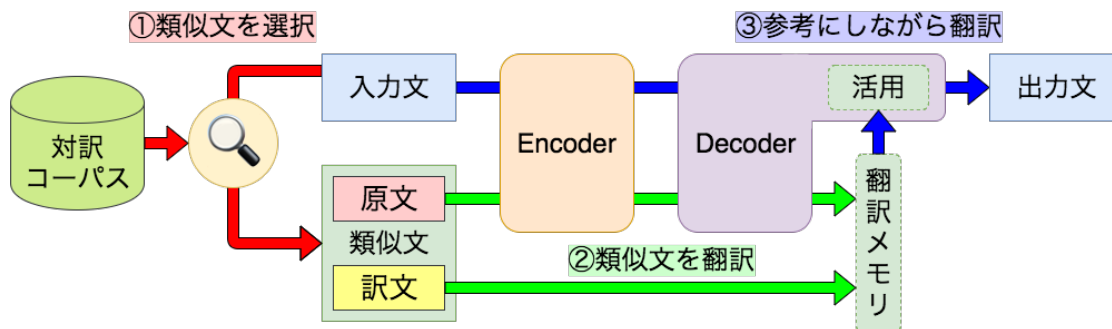 ①類似文を選択
③参考にしながら翻訳
入力文
Encoder
Decoder
活用
出力文
対訳
コーパス
原文
類似文
訳文
②類似文を翻訳
翻訳メモリ